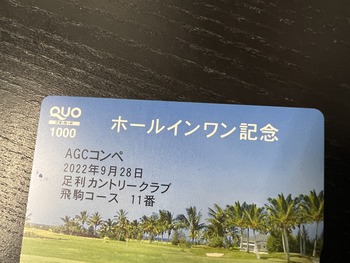 QUO
1000
ホールインワン記念
AGCコンペ
2022年9月28日
足利カントリークラブ
飛駒コース 11番